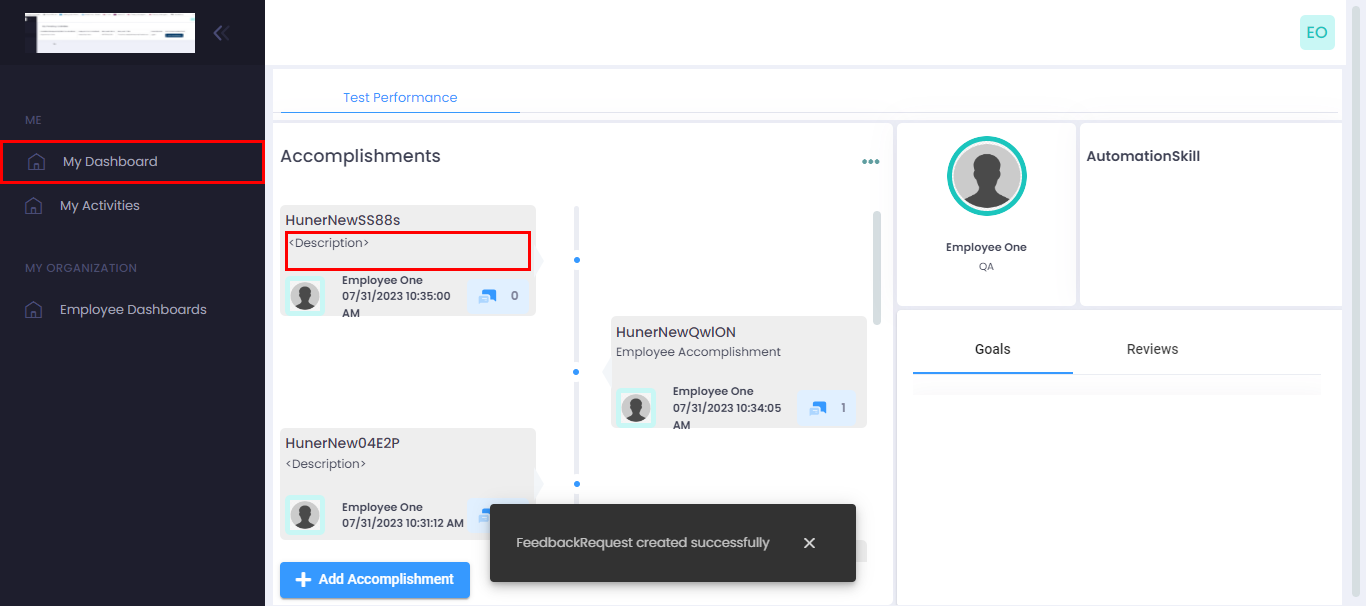 EO
ME
My Dashboard
My Activities
MY ORGANIZATION
Employee Dashboards
Test Performance
Accomplishments
HunerNewSS88s
<Description>
Employee One
07/31/2023 10:35:00
AM
0
HunerNewQwlON
Employee Accomplishment
Employee One
07/31/2023 10:34:05
AM
1
HunerNew04E2P
<Description>
Employee One
07/31/2023 10:31:12 AM
Add Accomplishment
FeedbackRequest created successfully
Employee One
QA
AutomationSkill
Goals
Reviews